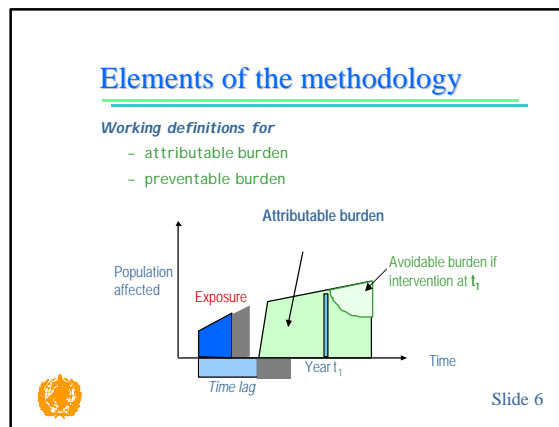 Elements of the methodology
Working definitions for
– attributable burden
– preventable burden
Attributable burden
Population
affected
Exposure
Avoidable burden if
intervention at t1
Year t1
Time
Time lag
Slide 6